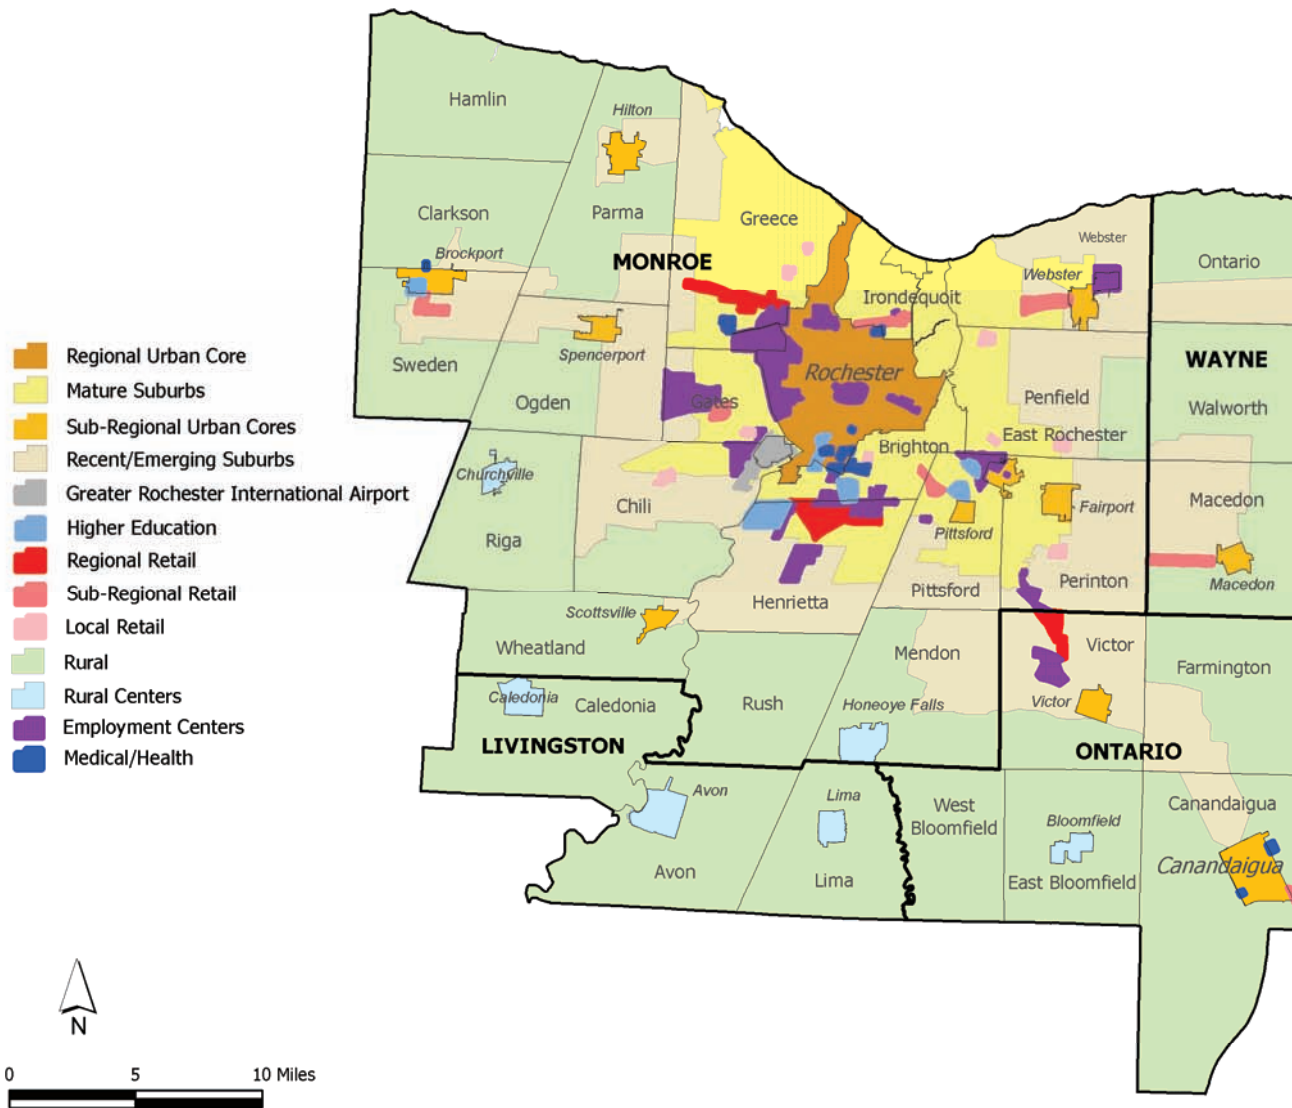 Hamlin
Hilton
Clarkson
Parma
Greece
Webster
Brockport
MONROE
Webster
Ontario
Irondequoit
Regional Urban Core
Mature Suburbs
Sub-Regional Urban Cores
Recent/Emerging Suburbs
Greater Rochester International Airport
Higher Education
Regional Retail
Sub-Regional Retail
Local Retail
Rural
Rural Centers
Employment Centers
Medical/Health
Spencerport
Sweden
Rochester
WAYNE
Ogden
Gates
Penfield
Walworth
Brighton
East Rochester
Churchville
Chili
Macedon
Fairport
Riga
Pittsford
Perinton
Macedon
Henrietta
Pittsford
Scottsville
Wheatland
Mendon
Victor
Farmington
Caledonia
Caledonia
Rush
Honeoye Falls
Victor
LIVINGSTON
ONTARIO
Avon
Lima
West
Bloomfield
Bloomfield
Canandaigua
Canandaigua
Avon
Lima
East Bloomfield
N
0 5 10 Miles